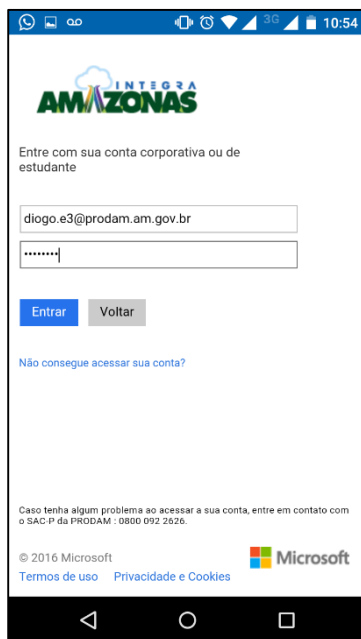 3G 10:54
INTEGRA
AMAZONAS
Entre com sua conta corporativa ou de
estudante
diogo.e3@prodam.am.gov.br
••••••••
Entrar Voltar
Não consegue acessar sua conta?
Caso tenha algum problema ao acessar a sua conta, entre em contato com
o SAC-P da PRODAM : 0800 092 2626.
© 2016 Microsoft Microsoft
Termos de uso Privacidade e Cookies